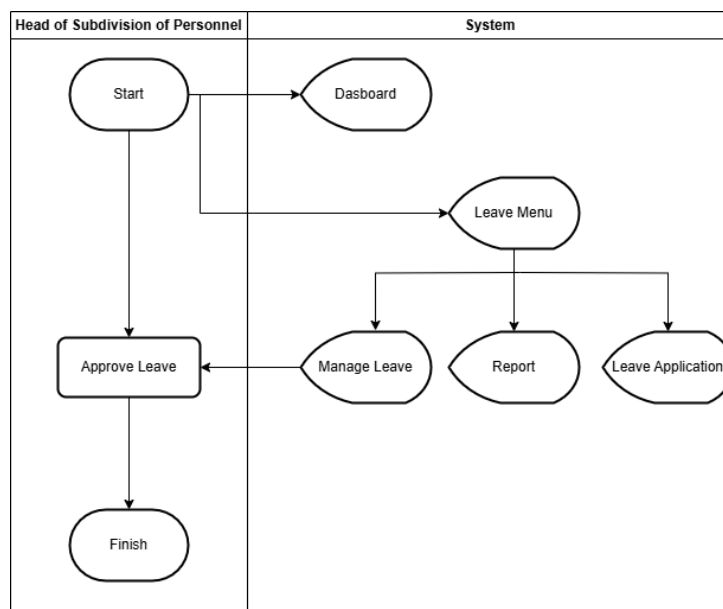 Head of Subdivision of Personnel
System
Start
Dasboard
Leave Menu
Approve Leave
Manage Leave
Report
Leave Application
Finish